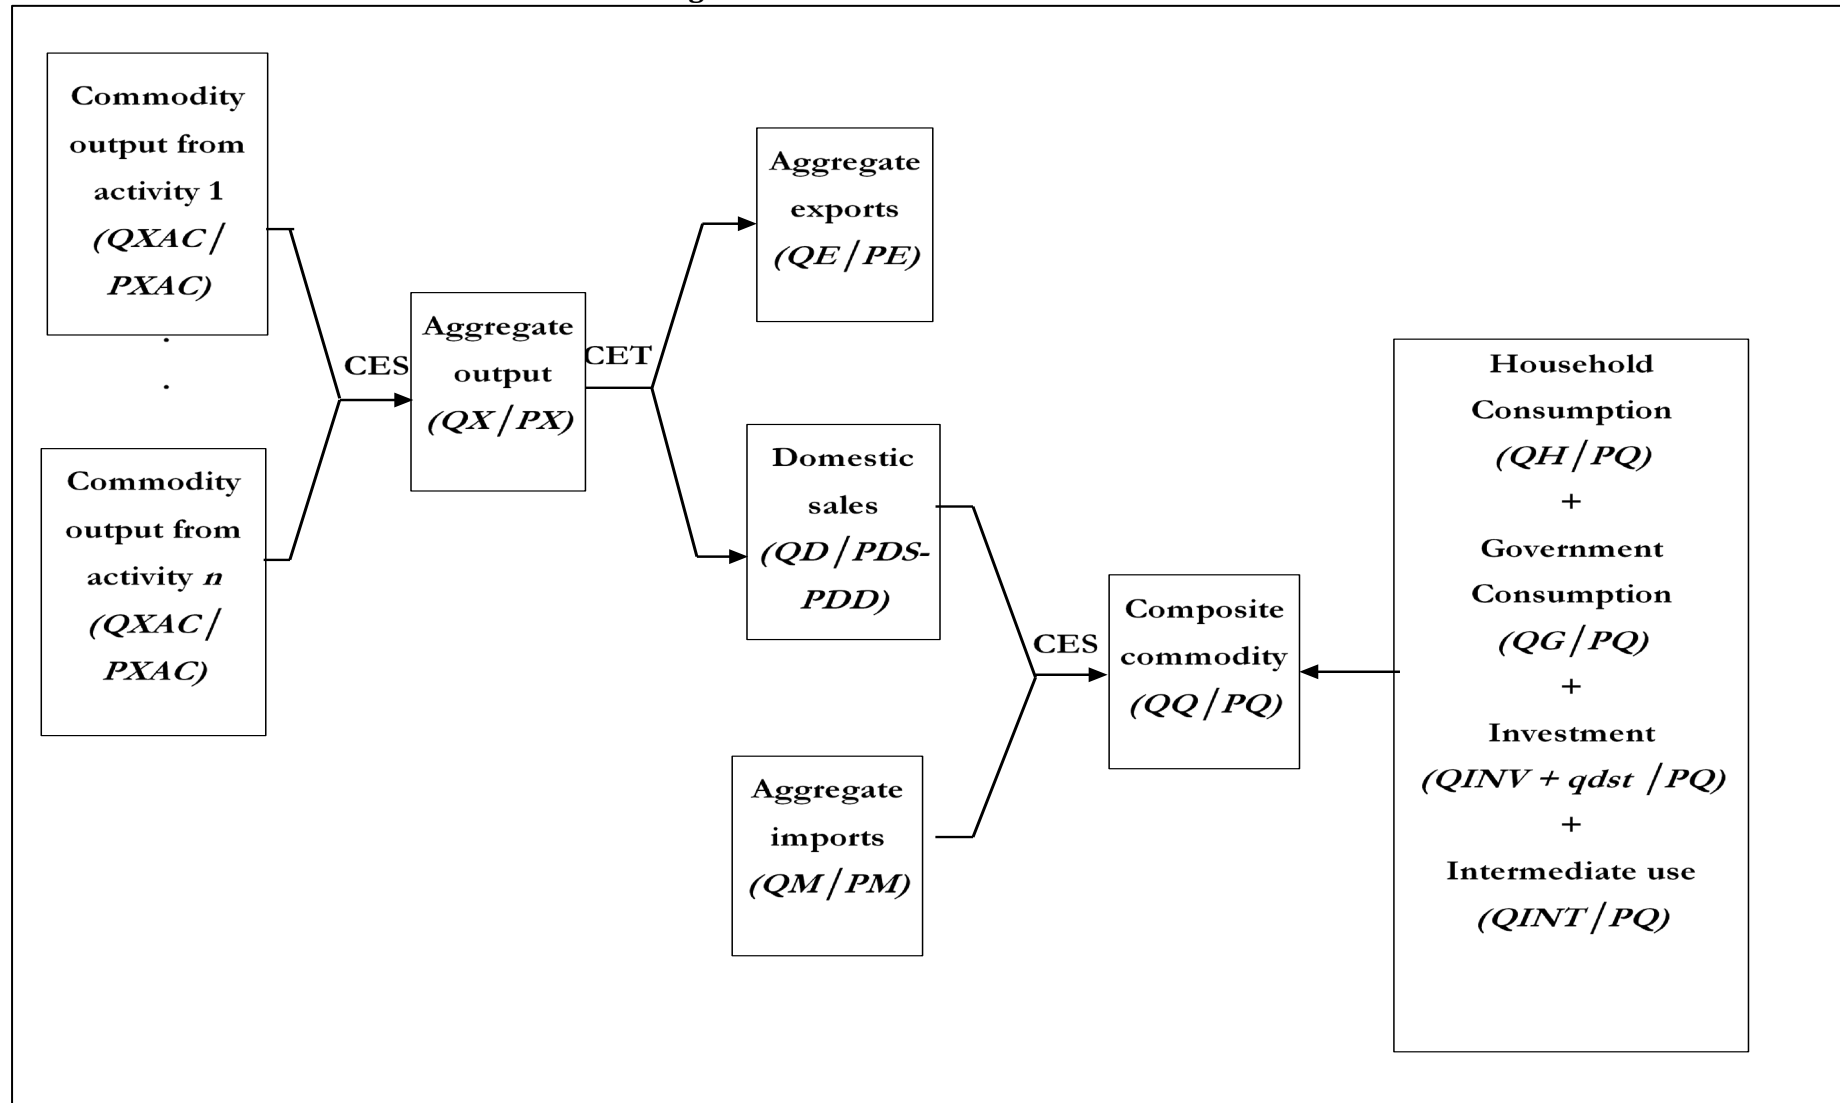 Commodity
output from
activity 1
(QXAC/
PXAC)
.
.
Commodity
output from
activity n
(QXAC/
PXAC)
CES
Aggregate
output
(QX/PX)
CET
Aggregate
exports
(QE/PE)
Domestic
sales
(QD/PDS-
PDD)
Aggregate
imports
(QM/PM)
CES
Composite
commodity
(QQ/PQ)
Household
Consumption
(QH/PQ)
+
Government
Consumption
(QG/PQ)
+
Investment
(QINV + qdst /PQ)
+
Intermediate use
(QINT/PQ)